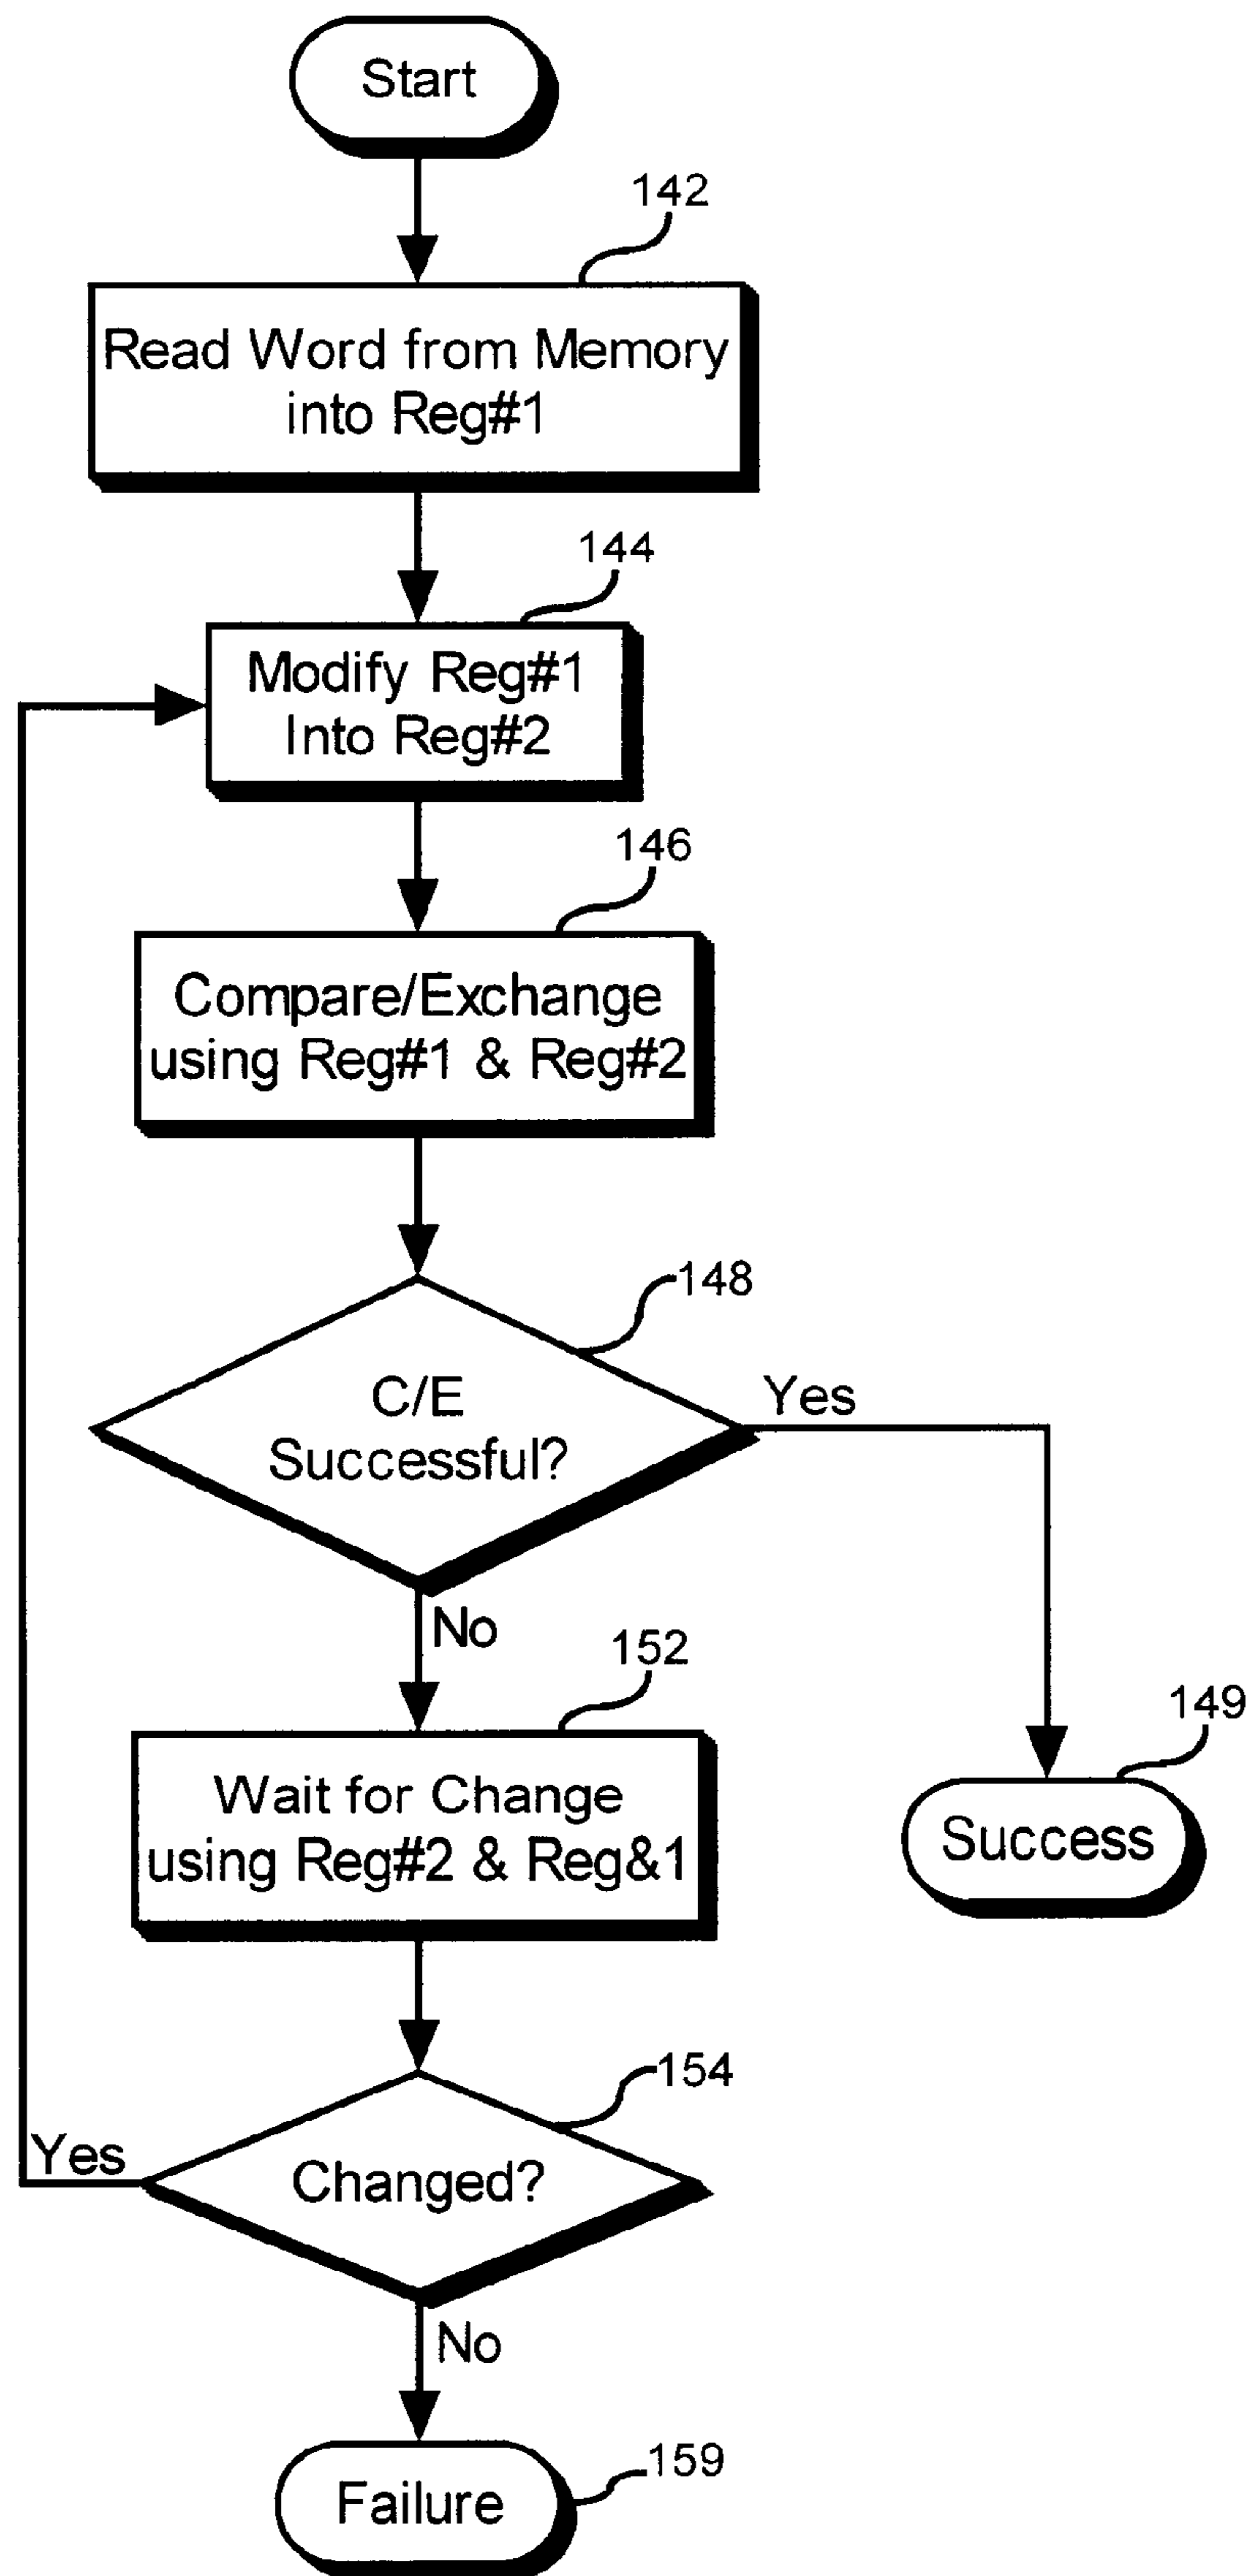 Start
142
Read Word from Memory
into Reg#1
144
Modify Reg#1
Into Reg#2
146
Compare/Exchange
using Reg#1 & Reg#2
148
C/E
Successful?
Yes
No
152
149
Wait for Change
using Reg#2 & Reg&1
Success
154
Yes
Changed?
No
159
Failure